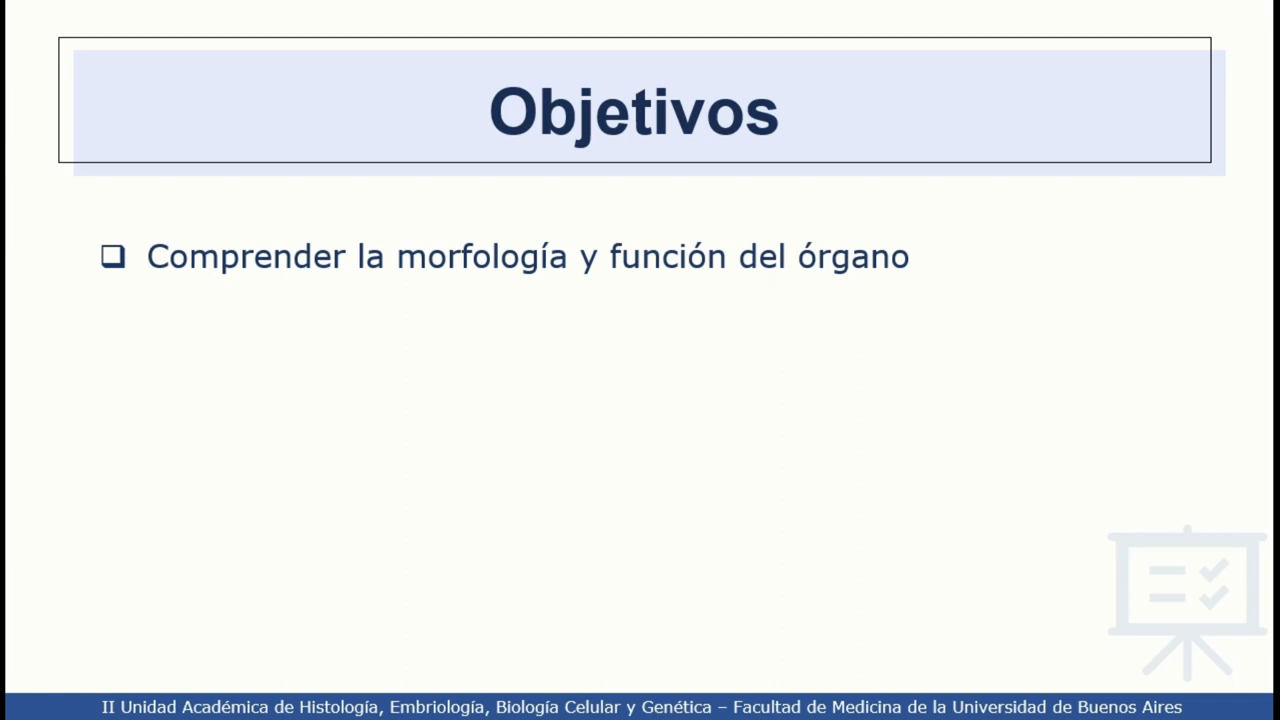 Objetivos
Comprender la morfología y función del órgano
II Unidad Académica de Histología, Embriología, Biología Celular y Genética – Facultad de Medicina de la Universidad de Buenos Aires